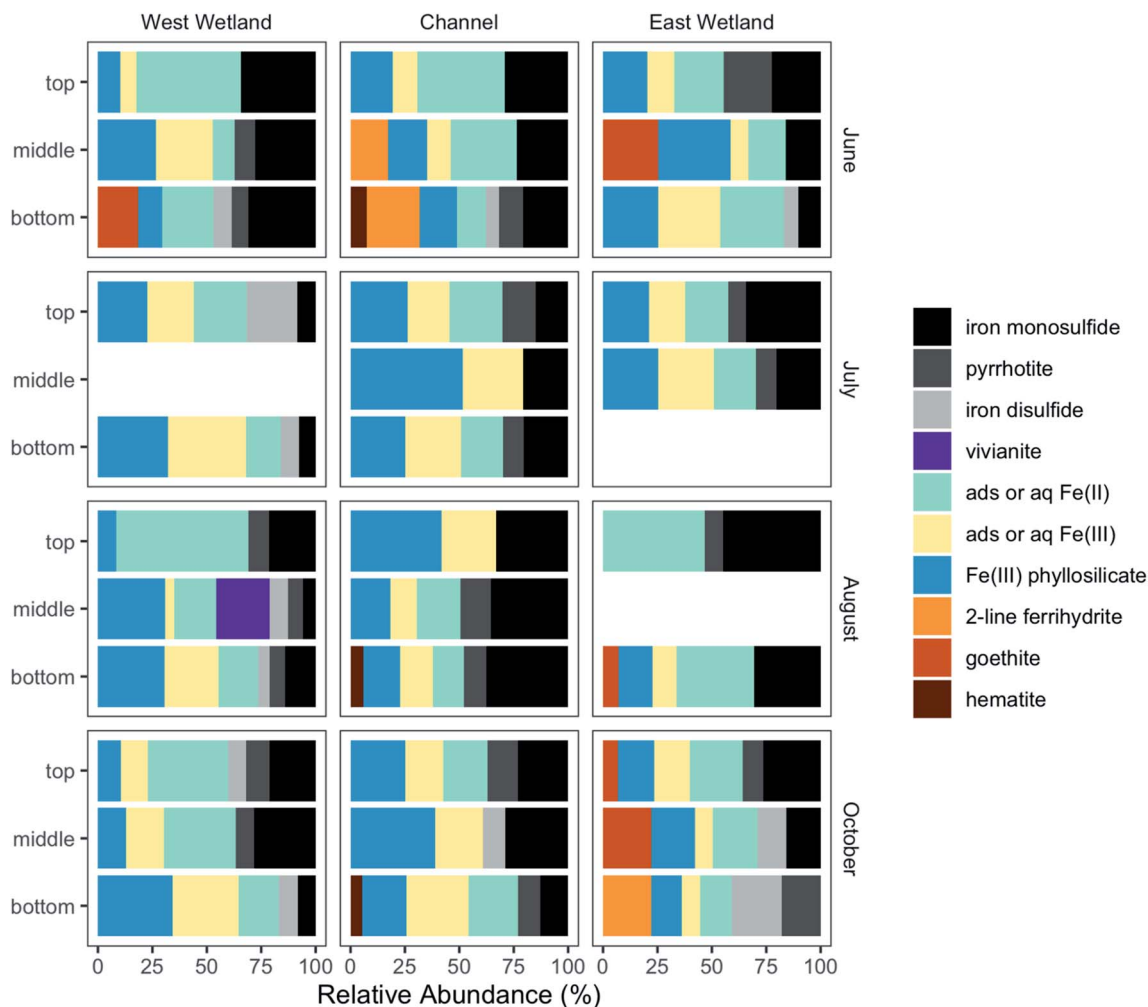 West Wetland Channel East Wetland
top
middle
bottom
June
top
middle
bottom
July
top
middle
bottom
August
top
middle
bottom
October
0 25 50 75 100 0 25 50 75 100 0 25 50 75 100
Relative Abundance (%)
iron monosulfide
pyrrhotite
iron disulfide
vivianite
ads or aq Fe(II)
ads or aq Fe(III)
Fe(III) phyllosilicate
2-line ferrihydrite
goethite
hematite